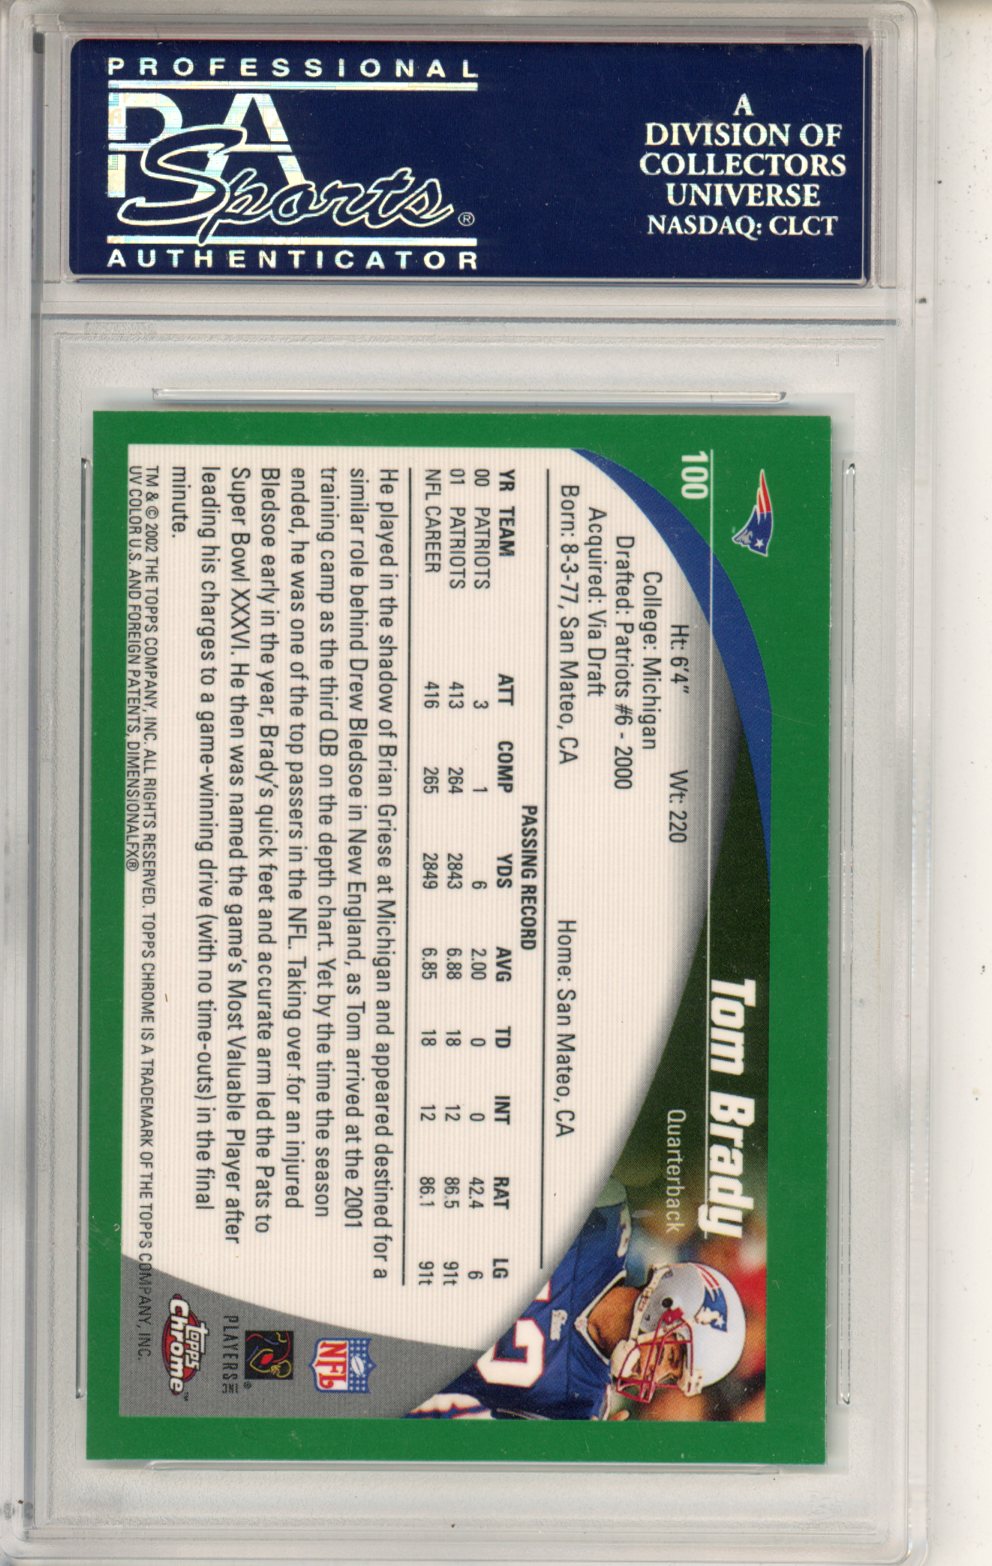 PROFESSIONAL
PSA
Sports®
AUTHENTICATOR
A
DIVISION OF
COLLECTORS
UNIVERSE
NASDAQ: CLCT
100
Tom Brady
Quarterback
Ht: 6'4" Wt: 220
College: Michigan
Drafted: Patriots #6 - 2000
Acquired: Via Draft
Born: 8-3-77, San Mateo, CA Home: San Mateo, CA
PASSING RECORD
YR TEAM ATT COMP YDS AVG TD INT RAT LG
00 PATRIOTS 3 1 6 2.00 0 0 42.4 6
01 PATRIOTS 413 264 2843 6.88 18 12 86.5 91t
NFL CAREER 416 265 2849 6.85 18 12 86.1 91t
He played in the shadow of Brian Griese at Michigan and appeared destined for a
similar role behind Drew Bledsoe in New England, as Tom arrived at the 2001
training camp as the third QB on the depth chart. Yet by the time the season
ended, he was one of the top passers in the NFL. Taking over for an injured
Bledsoe early in the year, Brady's quick feet and accurate arm led the Pats to
Super Bowl XXXVI. He then was named the game's Most Valuable Player after
leading his charges to a game-winning drive (with no time-outs) in the final
minute.
TM & © 2002 THE TOPPS COMPANY, INC. ALL RIGHTS RESERVED. TOPPS CHROME IS A TRADEMARK OF THE TOPPS COMPANY, INC.
UV COLOR U.S. AND FOREIGN PATENTS, DIMENSIONALFX®
NFL
PLAYERS INC
topps
Chrome™